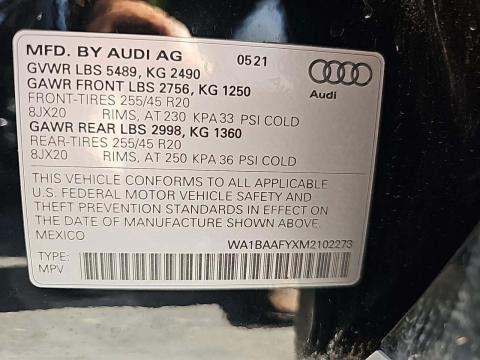 MFD. BY AUDI AG 05 21
GVWR LBS 5489, KG 2490
GAWR FRONT LBS 2756, KG 1250
FRONT-TIRES 255/45 R20
8JX20 RIMS, AT 230 KPA 33 PSI COLD
GAWR REAR LBS 2998, KG 1360
REAR-TIRES 255/45 R20
8JX20 RIMS, AT 250 KPA 36 PSI COLD
Audi
THIS VEHICLE CONFORMS TO ALL APPLICABLE
U.S. FEDERAL MOTOR VEHICLE SAFETY AND
THEFT PREVENTION STANDARDS IN EFFECT ON
THE DATE OF MANUFACTURE SHOWN ABOVE.
MEXICO WA1BAAFYXM2102273
TYPE:
MPV